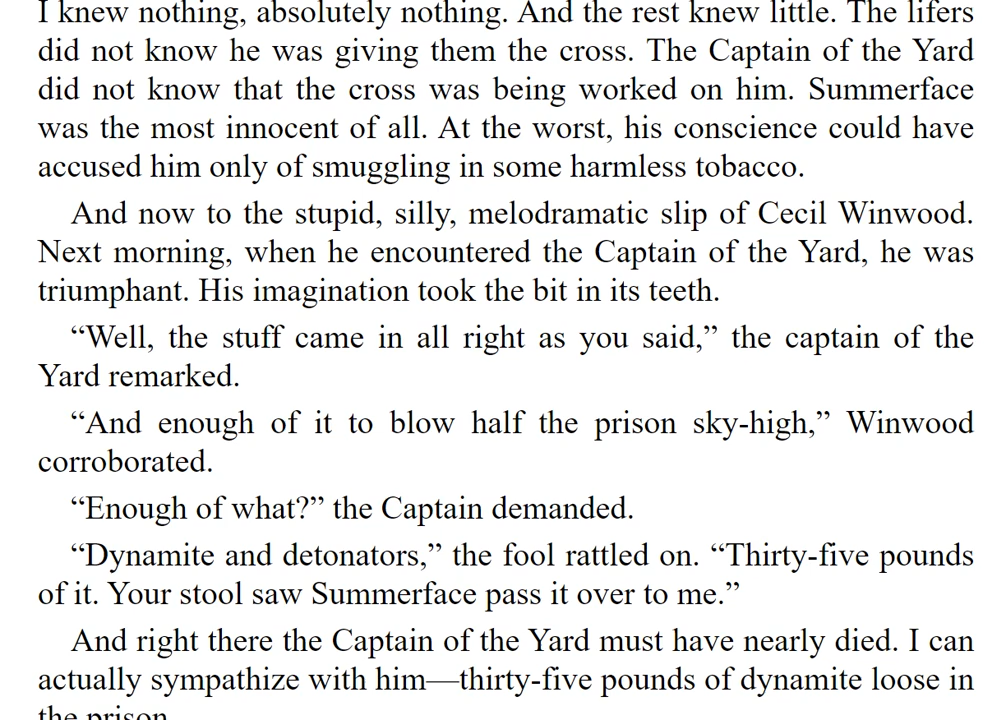 I knew nothing, absolutely nothing. And the rest knew little. The lifers
did not know he was giving them the cross. The Captain of the Yard
did not know that the cross was being worked on him. Summerface
was the most innocent of all. At the worst, his conscience could have
accused him only of smuggling in some harmless tobacco.
And now to the stupid, silly, melodramatic slip of Cecil Winwood.
Next morning, when he encountered the Captain of the Yard, he was
triumphant. His imagination took the bit in its teeth.
“Well, the stuff came in all right as you said,” the captain of the
Yard remarked.
“And enough of it to blow half the prison sky-high,” Winwood
corroborated.
“Enough of what?” the Captain demanded.
“Dynamite and detonators,” the fool rattled on. “Thirty-five pounds
of it. Your stool saw Summerface pass it over to me.”
And right there the Captain of the Yard must have nearly died. I can
actually sympathize with him—thirty-five pounds of dynamite loose in
the prison